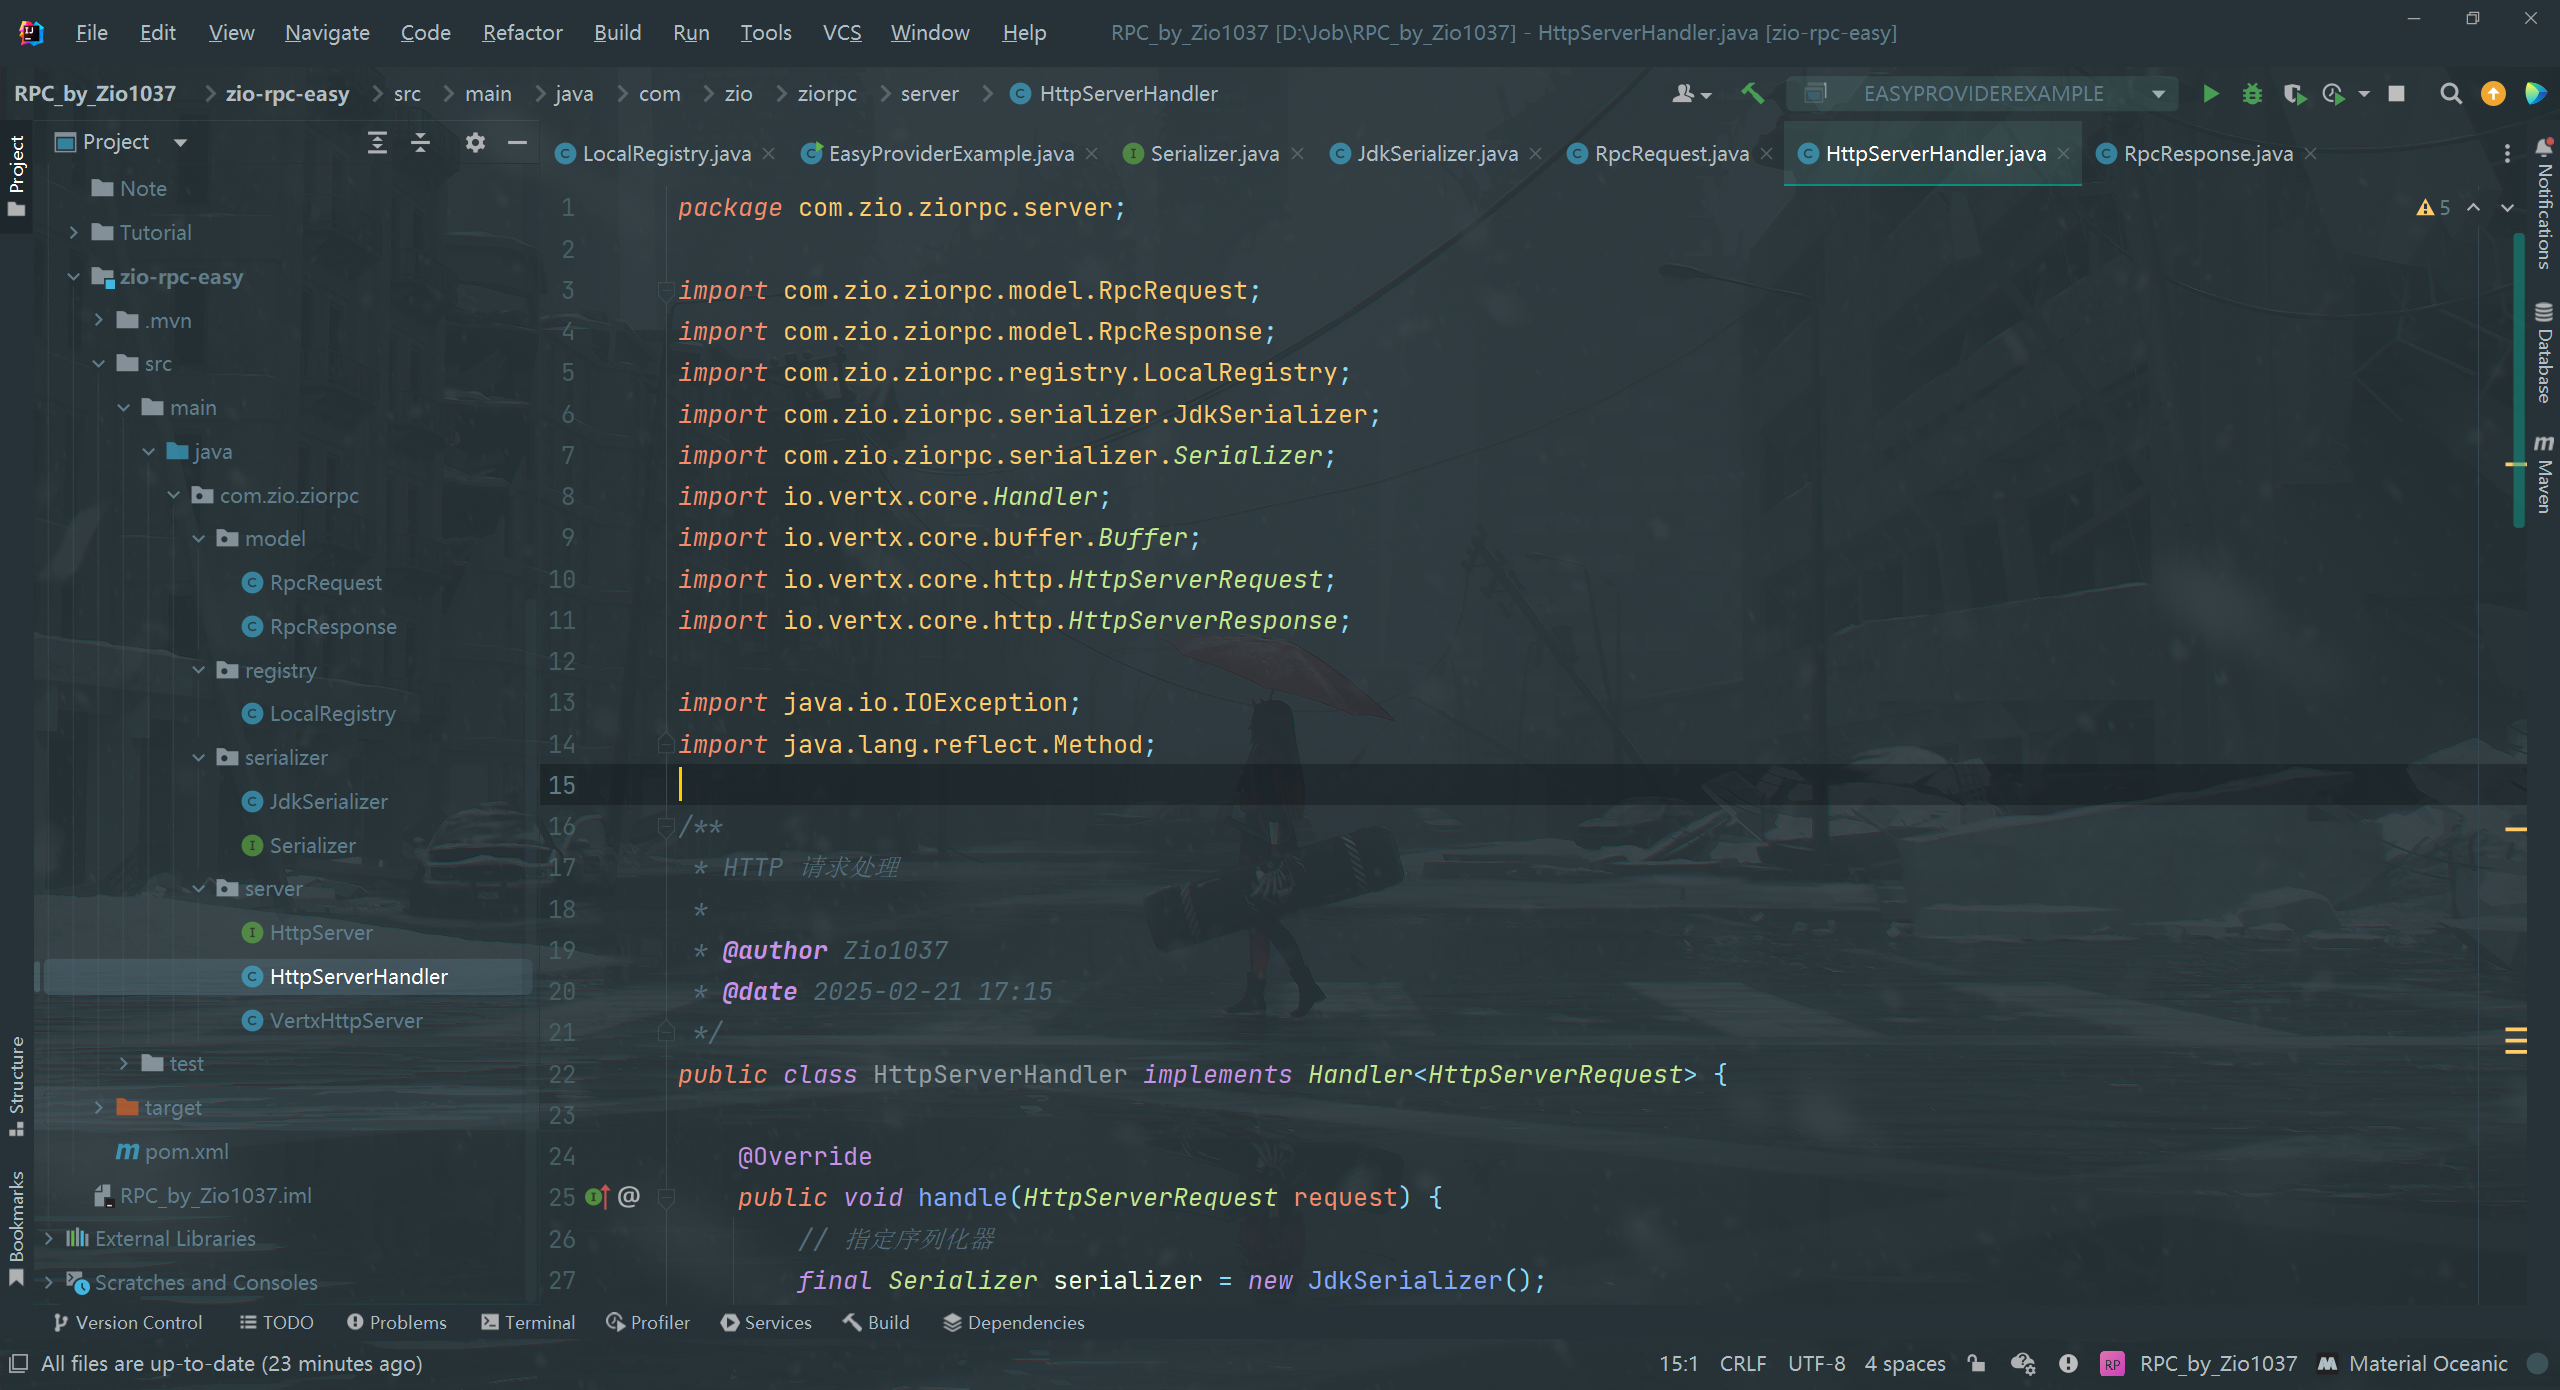 File Edit View Navigate Code Refactor Build Run Tools VCS Window Help RPC_by_Zio1037 [D:\Job\RPC_by_Zio1037] - HttpServerHandler.java [zio-rpc-easy]
RPC_by_Zio1037 zio-rpc-easy src main java com zio ziorpc server HttpServerHandler EASYPROVIDEREXAMPLE
Project
LocalRegistry.java EasyProviderExample.java Serializer.java JdkSerializer.java RpcRequest.java HttpServerHandler.java RpcResponse.java
Project
Note
Tutorial
zio-rpc-easy
.mvn
src
main
java
com.zio.ziorpc
model
RpcRequest
RpcResponse
registry
LocalRegistry
serializer
JdkSerializer
Serializer
server
HttpServer
HttpServerHandler
VertxHttpServer
test
target
pom.xml
RPC_by_Zio1037.iml
External Libraries
Scratches and Consoles
Structure
Bookmarks
5
1 package com.zio.ziorpc.server;
2
3 import com.zio.ziorpc.model.RpcRequest;
4 import com.zio.ziorpc.model.RpcResponse;
5 import com.zio.ziorpc.registry.LocalRegistry;
6 import com.zio.ziorpc.serializer.JdkSerializer;
7 import com.zio.ziorpc.serializer.Serializer;
8 import io.vertx.core.Handler;
9 import io.vertx.core.buffer.Buffer;
10 import io.vertx.core.http.HttpServerRequest;
11 import io.vertx.core.http.HttpServerResponse;
12
13 import java.io.IOException;
14 import java.lang.reflect.Method;
15
16 /**
17 * HTTP 请求处理
18 *
19 * @author Zio1037
20 * @date 2025-02-21 17:15
21 */
22 public class HttpServerHandler implements Handler<HttpServerRequest> {
23
24 @Override
25 @ public void handle(HttpServerRequest request) {
26 // 指定序列化器
27 final Serializer serializer = new JdkSerializer();
Notifications
Database
Maven
Version Control TODO Problems Terminal Profiler Services Build Dependencies
All files are up-to-date (23 minutes ago) 15:1 CRLF UTF-8 4 spaces RP RPC_by_Zio1037 Material Oceanic